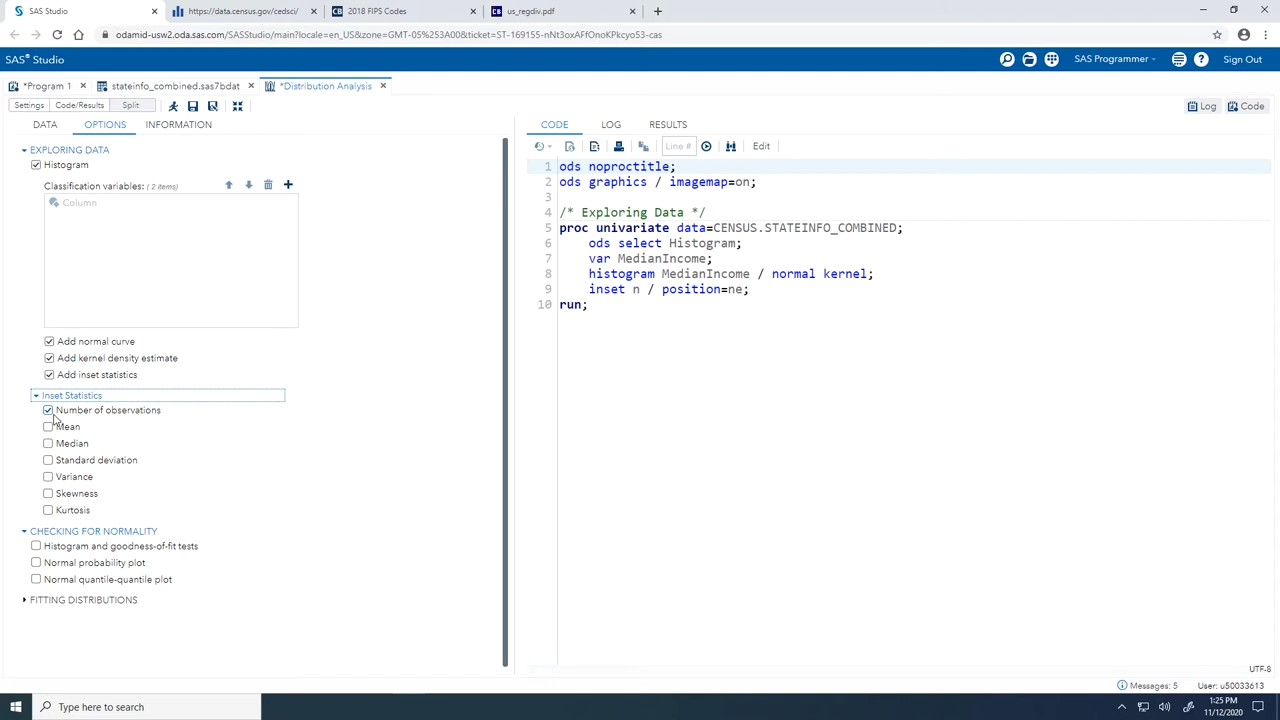 SAS Studio
https://data.census.gov/cedsci/
2018 FIPS Codes
us_regdiv.pdf
odamid-usw2.oda.sas.com/SASStudio/main?locale=en_US&zone=GMT-05%253A00&ticket=ST-169155-nNt3oxAFfOnoKPkcyo53-cas
SAS® Studio
SAS Programmer
Sign Out
*Program 1
stateinfo_combined.sas7bdat
*Distribution Analysis
Settings
Code/Results
Split
Log
Code
DATA
OPTIONS
INFORMATION
EXPLORING DATA
Histogram
Classification variables: ( 2 items)
Column
Add normal curve
Add kernel density estimate
Add inset statistics
Inset Statistics
Number of observations
Mean
Median
Standard deviation
Variance
Skewness
Kurtosis
CHECKING FOR NORMALITY
Histogram and goodness-of-fit tests
Normal probability plot
Normal quantile-quantile plot
FITTING DISTRIBUTIONS
CODE
LOG
RESULTS
Line #
Edit
1 ods noproctitle;
2 ods graphics / imagemap=on;
3
4 /* Exploring Data */
5 proc univariate data=CENSUS.STATEINFO_COMBINED;
6 ods select Histogram;
7 var MedianIncome;
8 histogram MedianIncome / normal kernel;
9 inset n / position=ne;
10 run;
UTF-8
Messages: 5
User: u50033613
Type here to search
1:25 PM
11/12/2020